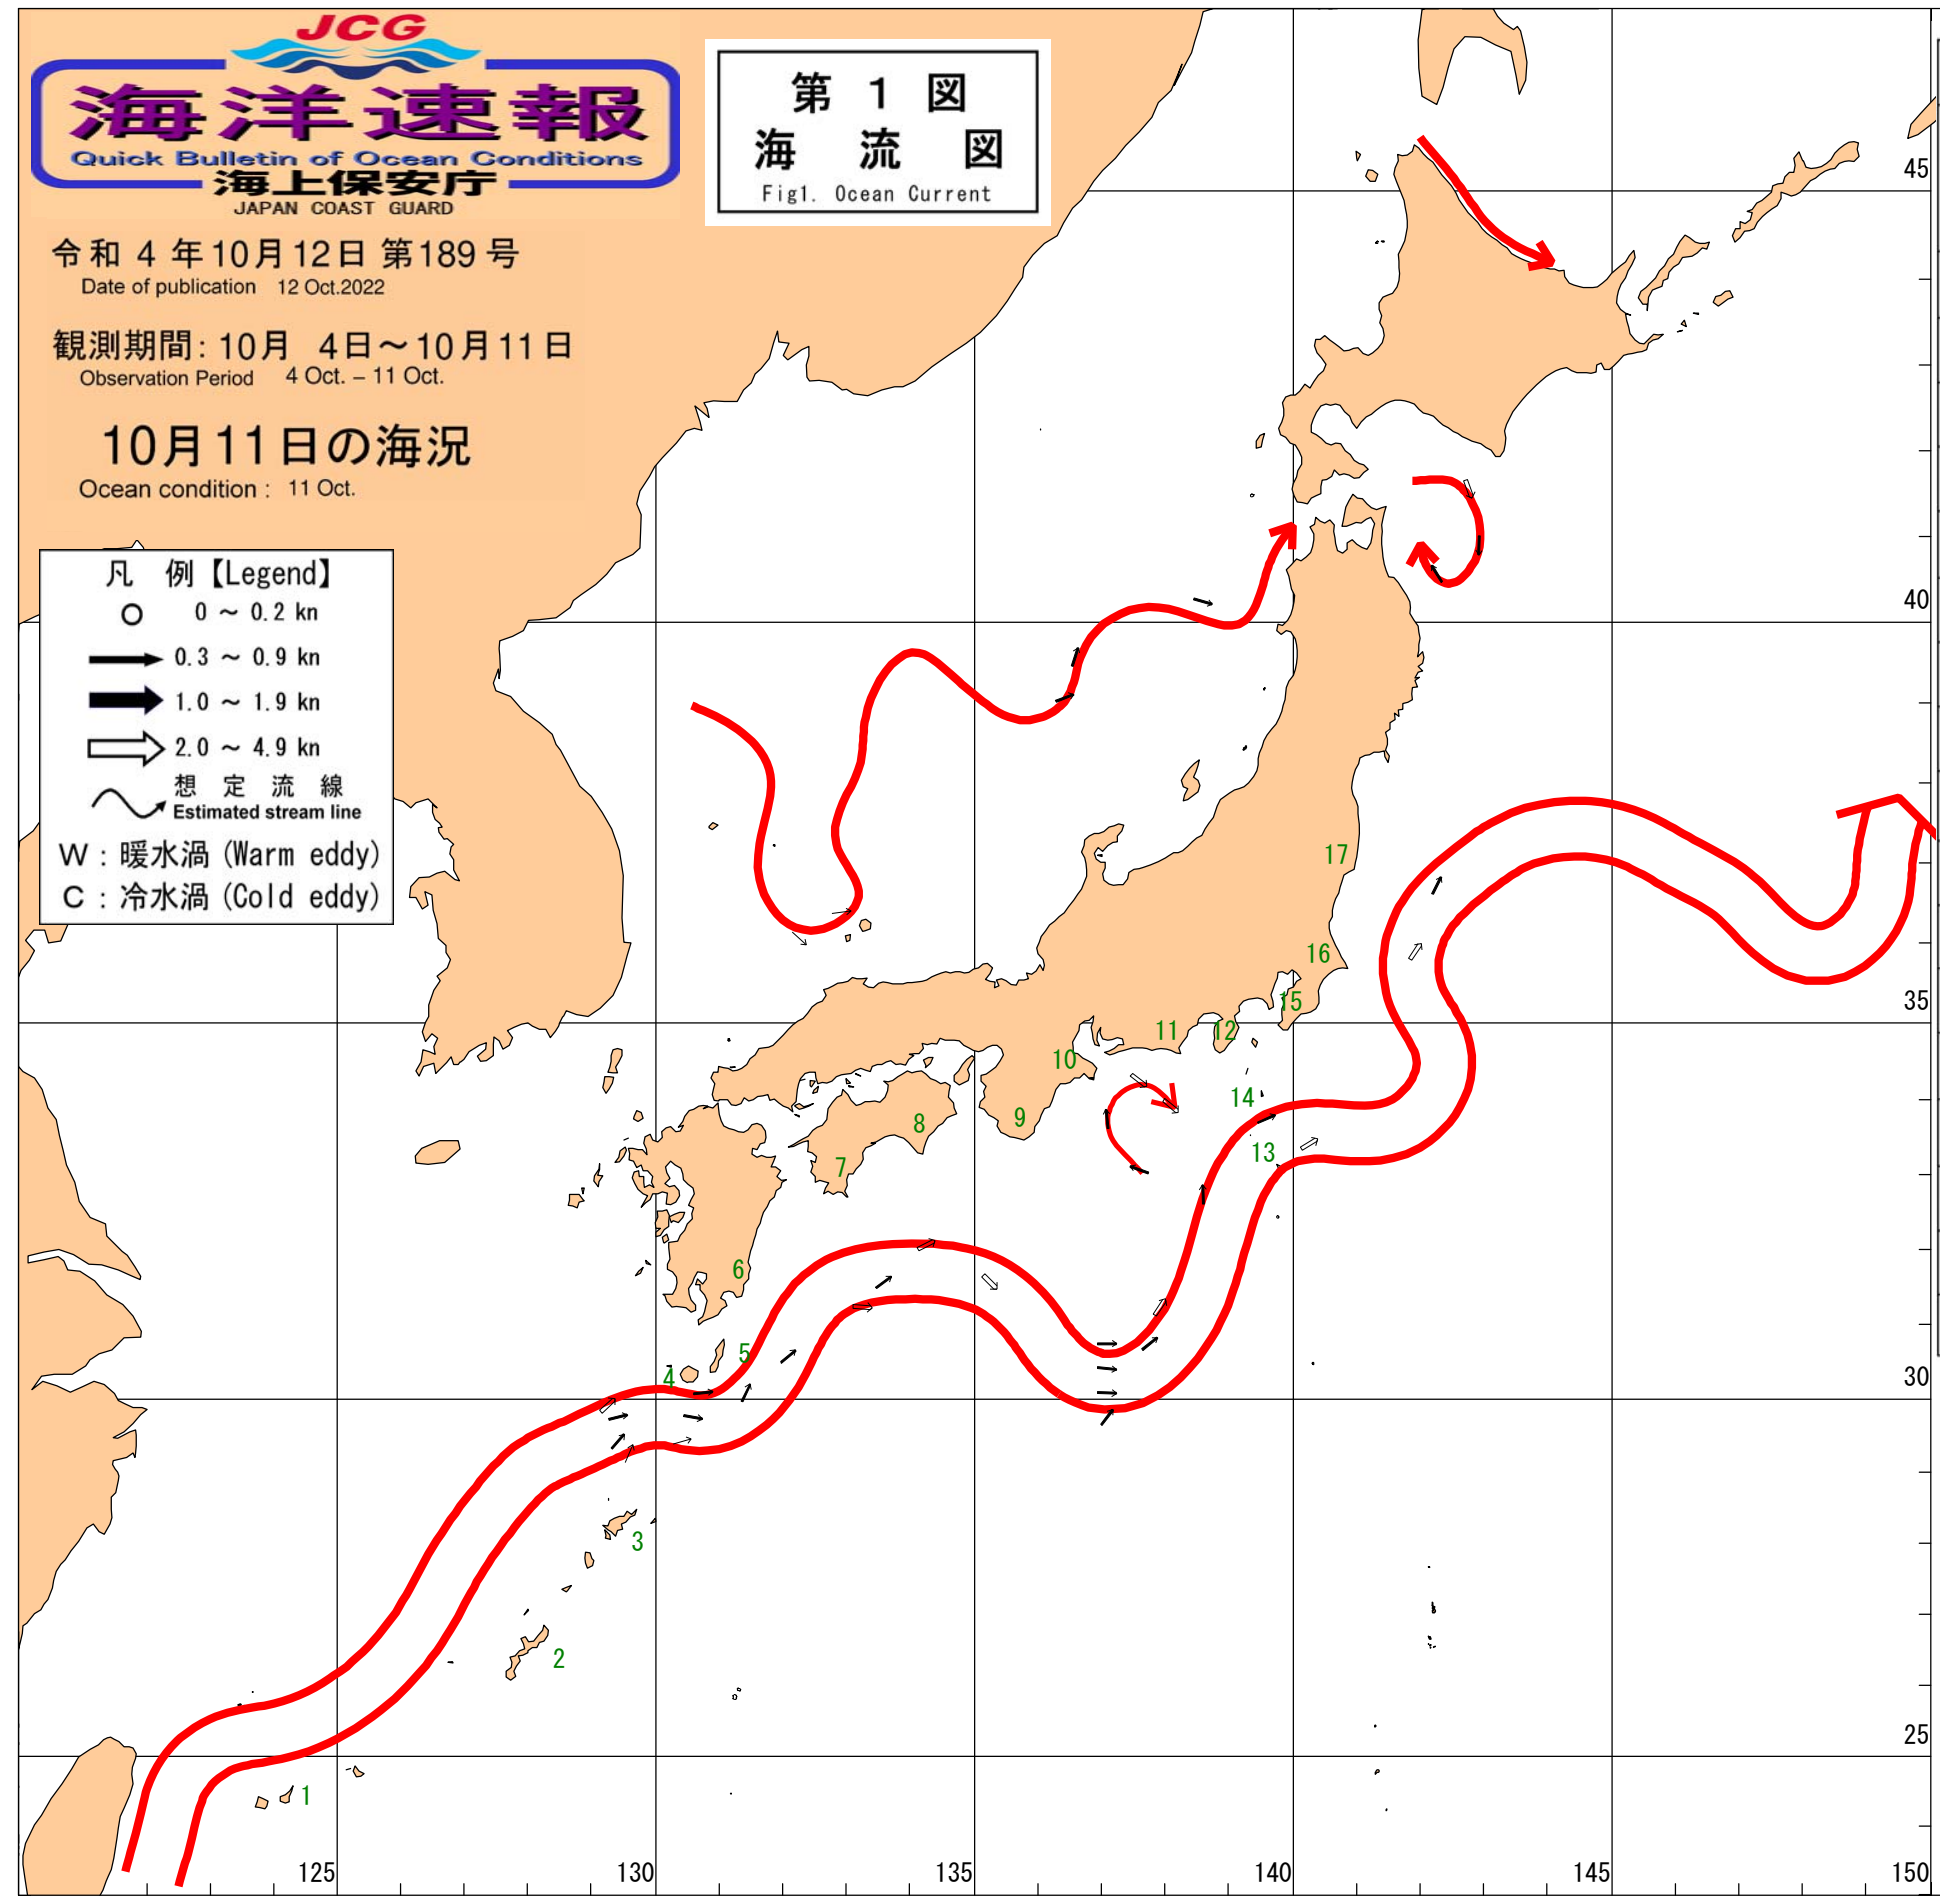 JCG
海洋速報
Quick Bulletin of Ocean Conditions
海上保安庁
JAPAN COAST GUARD
第 1 図
海 流 図
Fig1. Ocean Current
令和 4 年10月12日 第189号
Date of publication 12 Oct.2022
観測期間: 10月 4日～10月11日
Observation Period 4 Oct. – 11 Oct.
10月11日の海況
Ocean condition : 11 Oct.
凡 例【Legend】
0 ～ 0.2 kn
0.3 ～ 0.9 kn
1.0 ～ 1.9 kn
2.0 ～ 4.9 kn
想 定 流 線
Estimated stream line
W : 暖水渦 (Warm eddy)
C : 冷水渦 (Cold eddy)
45
40
17
16
35
15
12
11
10
14
9
8
13
7
6
5
4
30
3
2
25
1
125
130
135
140
145
150